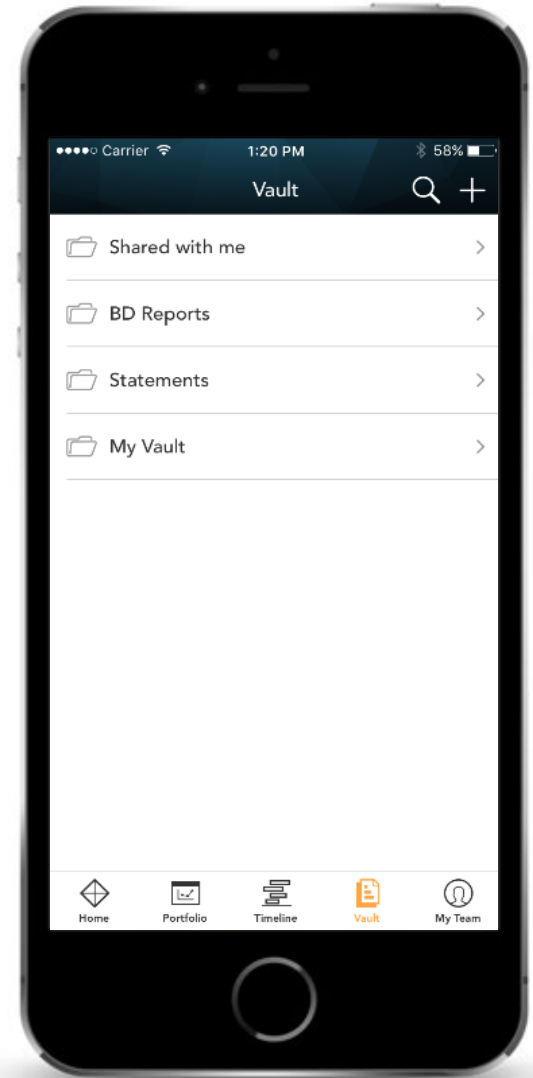 Carrier 1:20 PM 58%
Vault
Shared with me
BD Reports
Statements
My Vault
Home Portfolio Timeline Vault My Team